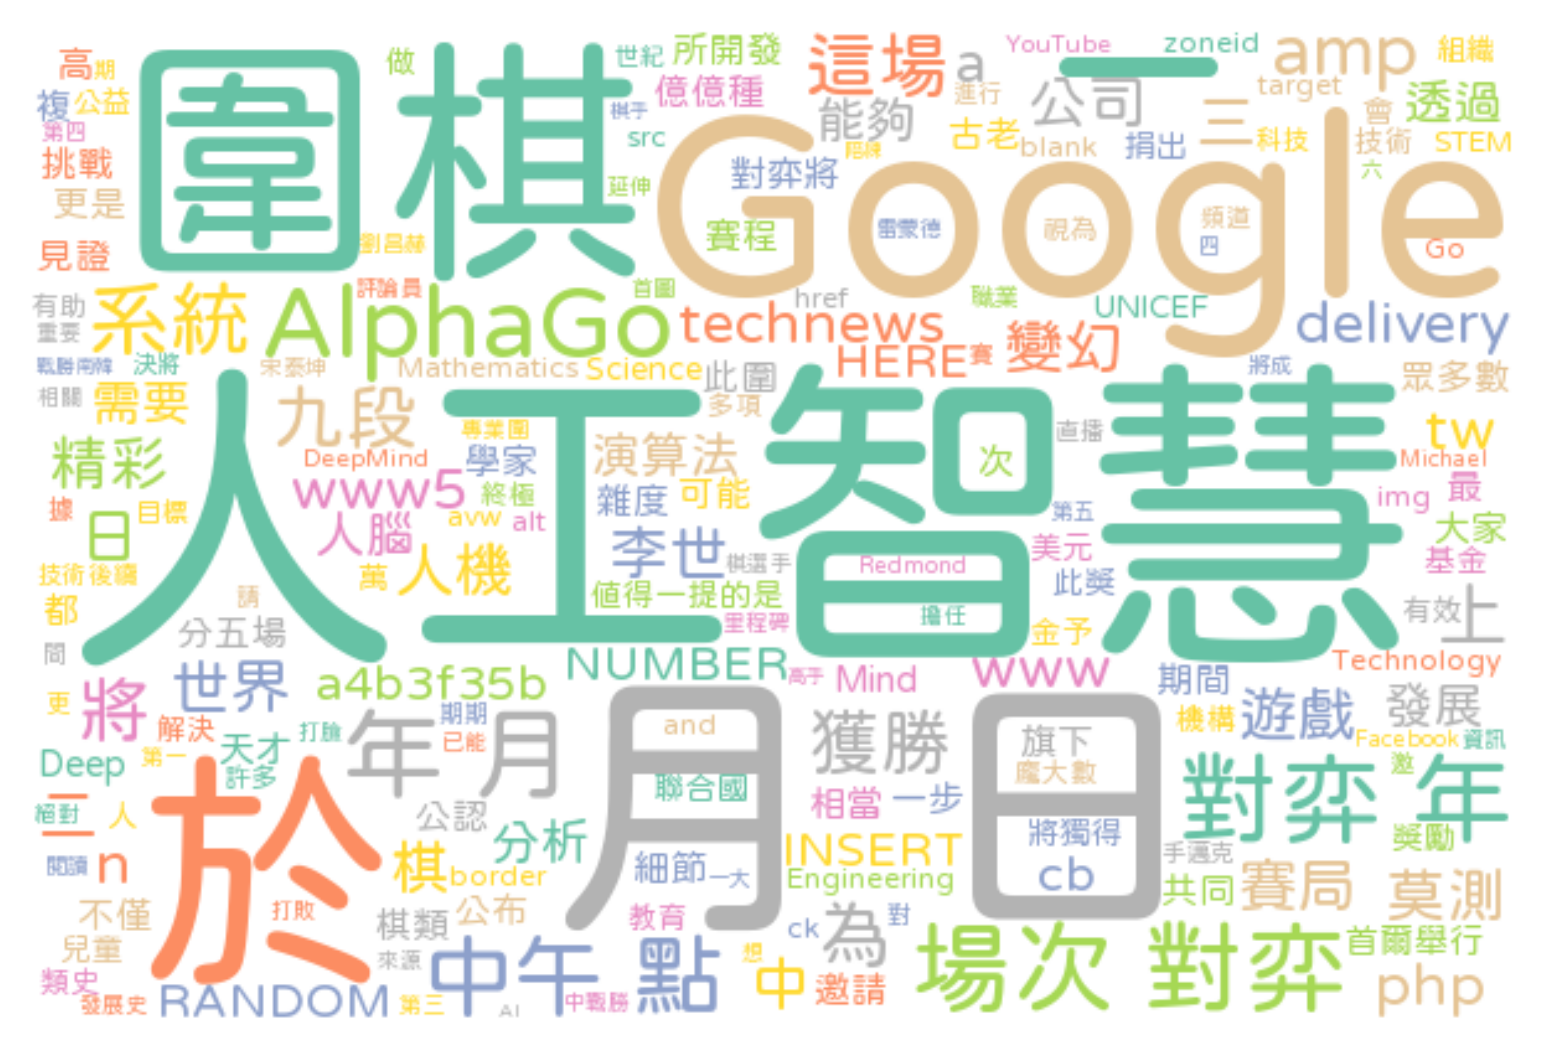 高期
圍棋
做
世紀
所開發
這場
a
YouTube
一
zoneid
amp
組織
複
公益
棋手
億億種
能夠
進行
公司
三
target
會
透過
第四
src
陪練
古老
blank
捐出
科技
技術
STEM
挑戰
延伸
對弈將
Google
六
更是
賽程
雷蒙德
視為
頻道
四
Go
見證
劉昌赫
有助
系統
AlphaGo
評論員
首圖
href
職業
UNICEF
delivery
重要
technews
HERE
賽
變幻
戰勝南韓
決將
宋泰坤
Mathematics
Science
此圍
將成
眾多數
相關
需要
九段
多項
人工智慧
精彩
專業團
DeepMind
學家
演算法
次
直播
tw
Michael
據
日
目標
www5
終極
雜度
可能
第五
img
最
人腦
avw
alt
李世
棋選手
美元
大家
技術後續
萬
人機
Redmond
基金
都
請
值得一提的是
里程碑
擔任
此獎
有效
上
問
分五場
金予
世界
a4b3f35b
NUMBER
高手
Mind
www
期間
Technology
更
將
解決
年
期期
月
已能
月
and
獲勝
日
旗下
機構
遊戲
發展
Deep
第一
天才
打臉
許多
龐大數
Facebook
資訊
二
絕對
人
於
公認
聯合國
相當
一步
對弈
邀
年
閱讀
n
棋
分析
細節
一大
INSERT
將獨得
cb
手邁克
獎勵
border
Engineering
共同
賽局
莫測
不僅
打敗
棋類
公布
教育
ck
為
對
兒童
來源
中午
點
想
場次
對弈
首爾舉行
類史
發展史
RANDOM
第三
AI
中戰勝
中
邀請
php